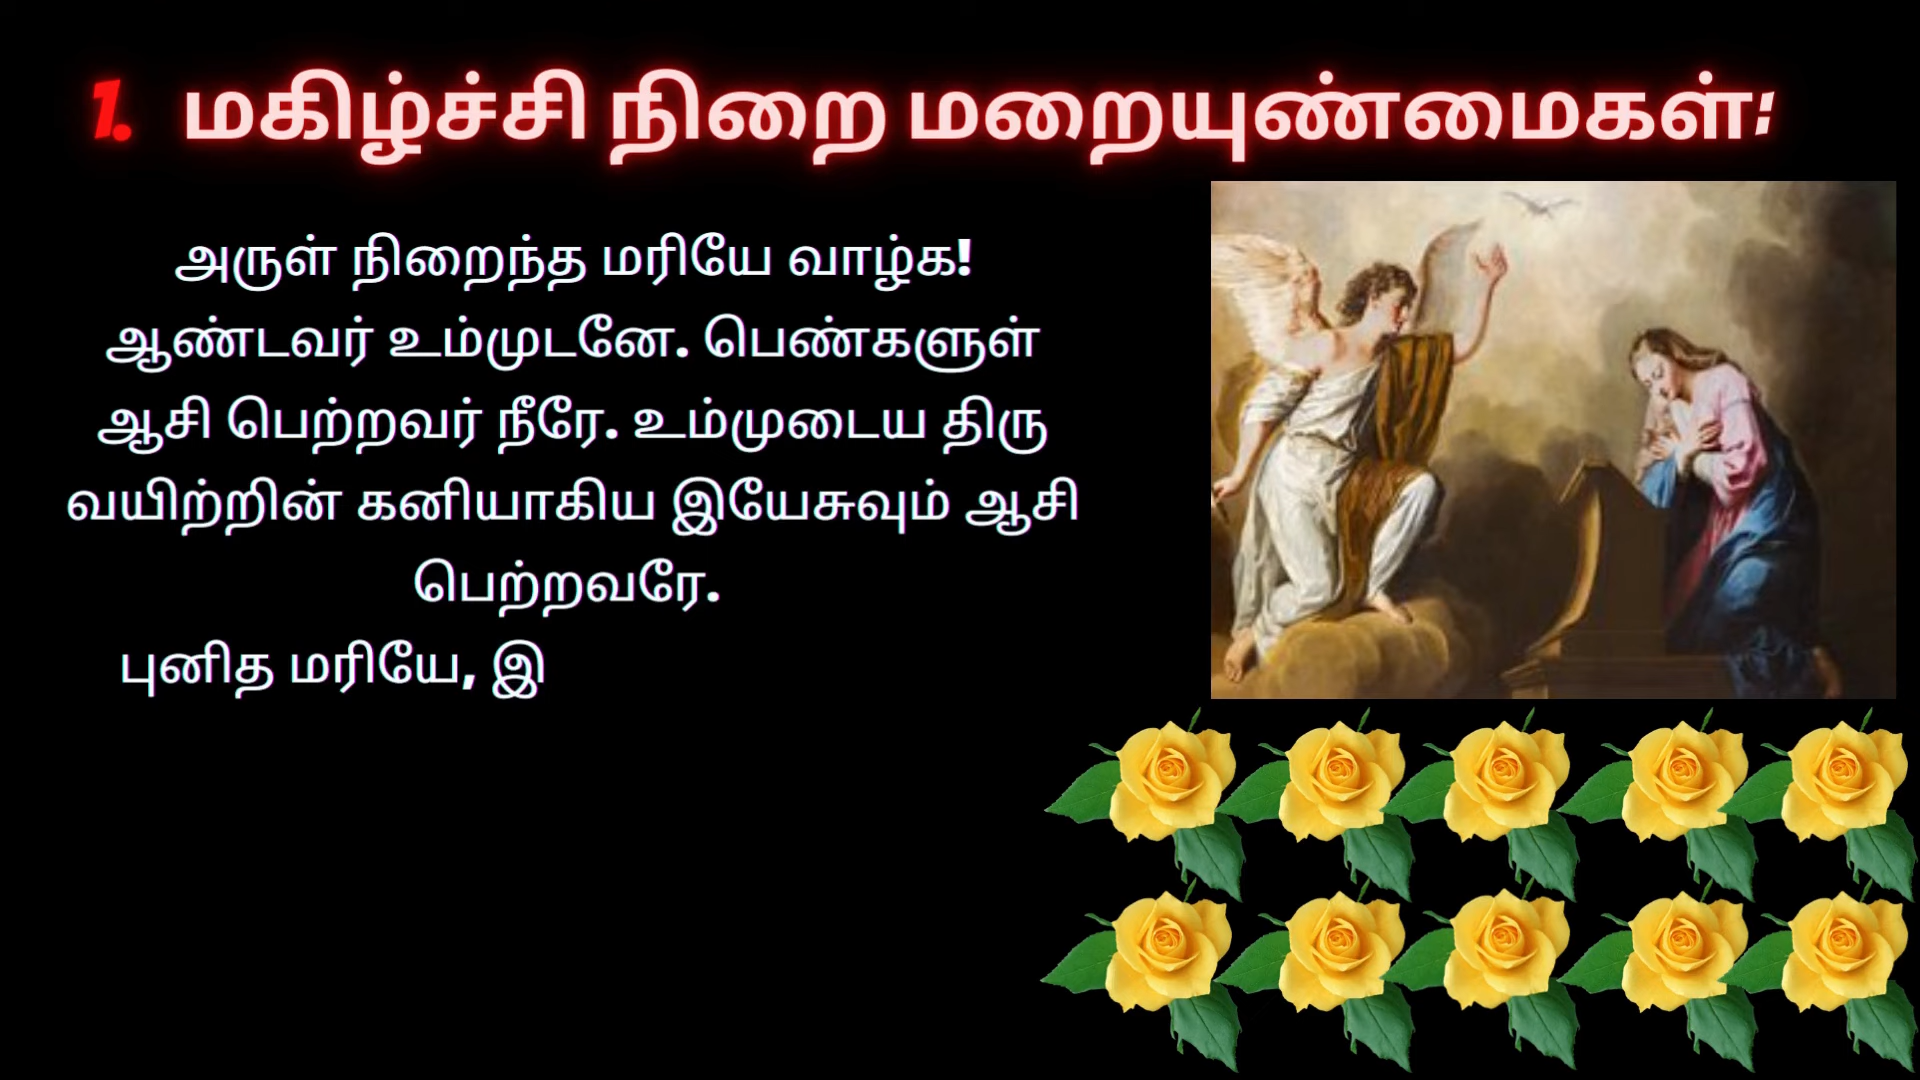 1. மகிழ்ச்சி நிறை மறையுண்மைகள்:
அருள் நிறைந்த மரியே வாழ்க!
ஆண்டவர் உம்முடனே. பெண்களுள்
ஆசி பெற்றவர் நீரே. உம்முடைய திரு
வயிற்றின் கனியாகிய இயேசுவும் ஆசி
பெற்றவரே.
புனித மரியே, இ